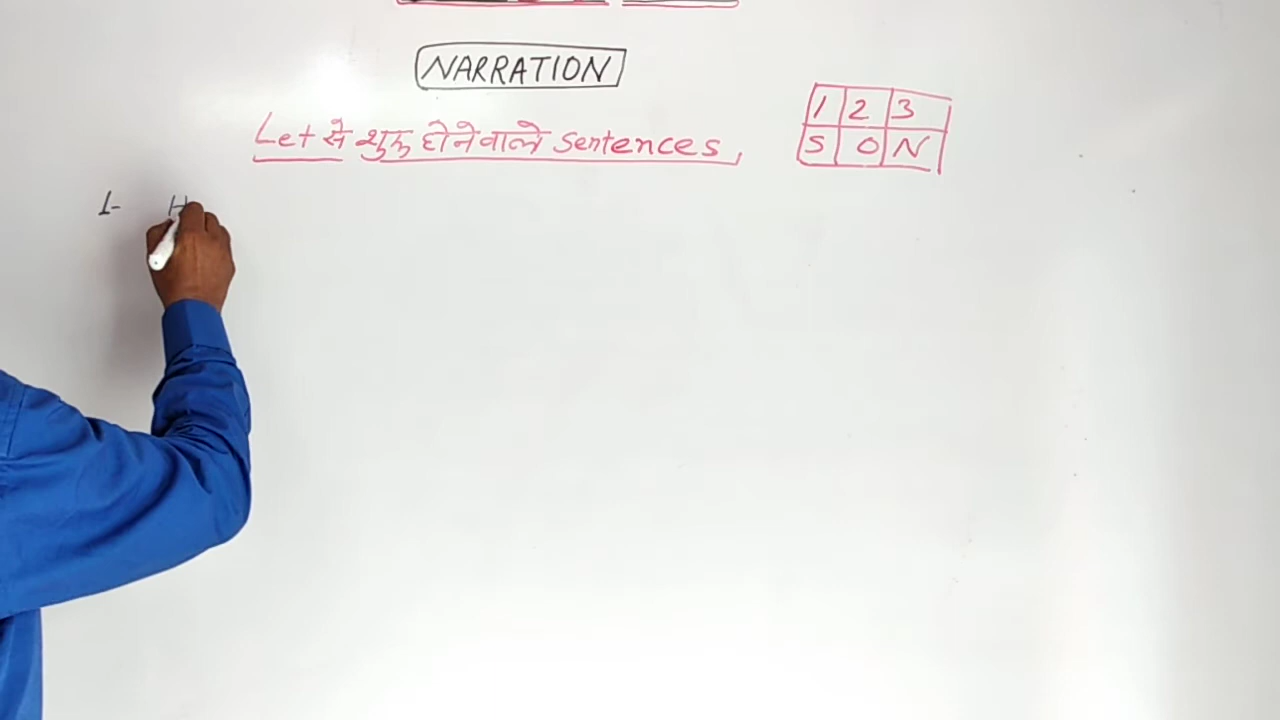 NARRATION
Let से शुरू होने वाले Sentences,
1 2 3
S O N
1- H